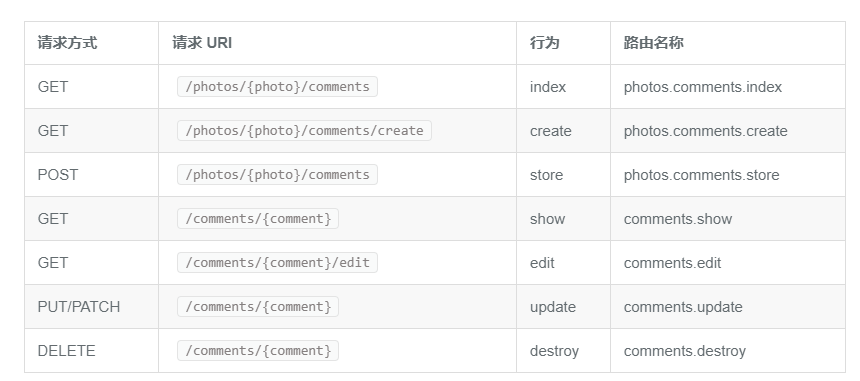 请求方式 请求 URI 行为 路由名称
GET /photos/{photo}/comments index photos.comments.index
GET /photos/{photo}/comments/create create photos.comments.create
POST /photos/{photo}/comments store photos.comments.store
GET /comments/{comment} show comments.show
GET /comments/{comment}/edit edit comments.edit
PUT/PATCH /comments/{comment} update comments.update
DELETE /comments/{comment} destroy comments.destroy